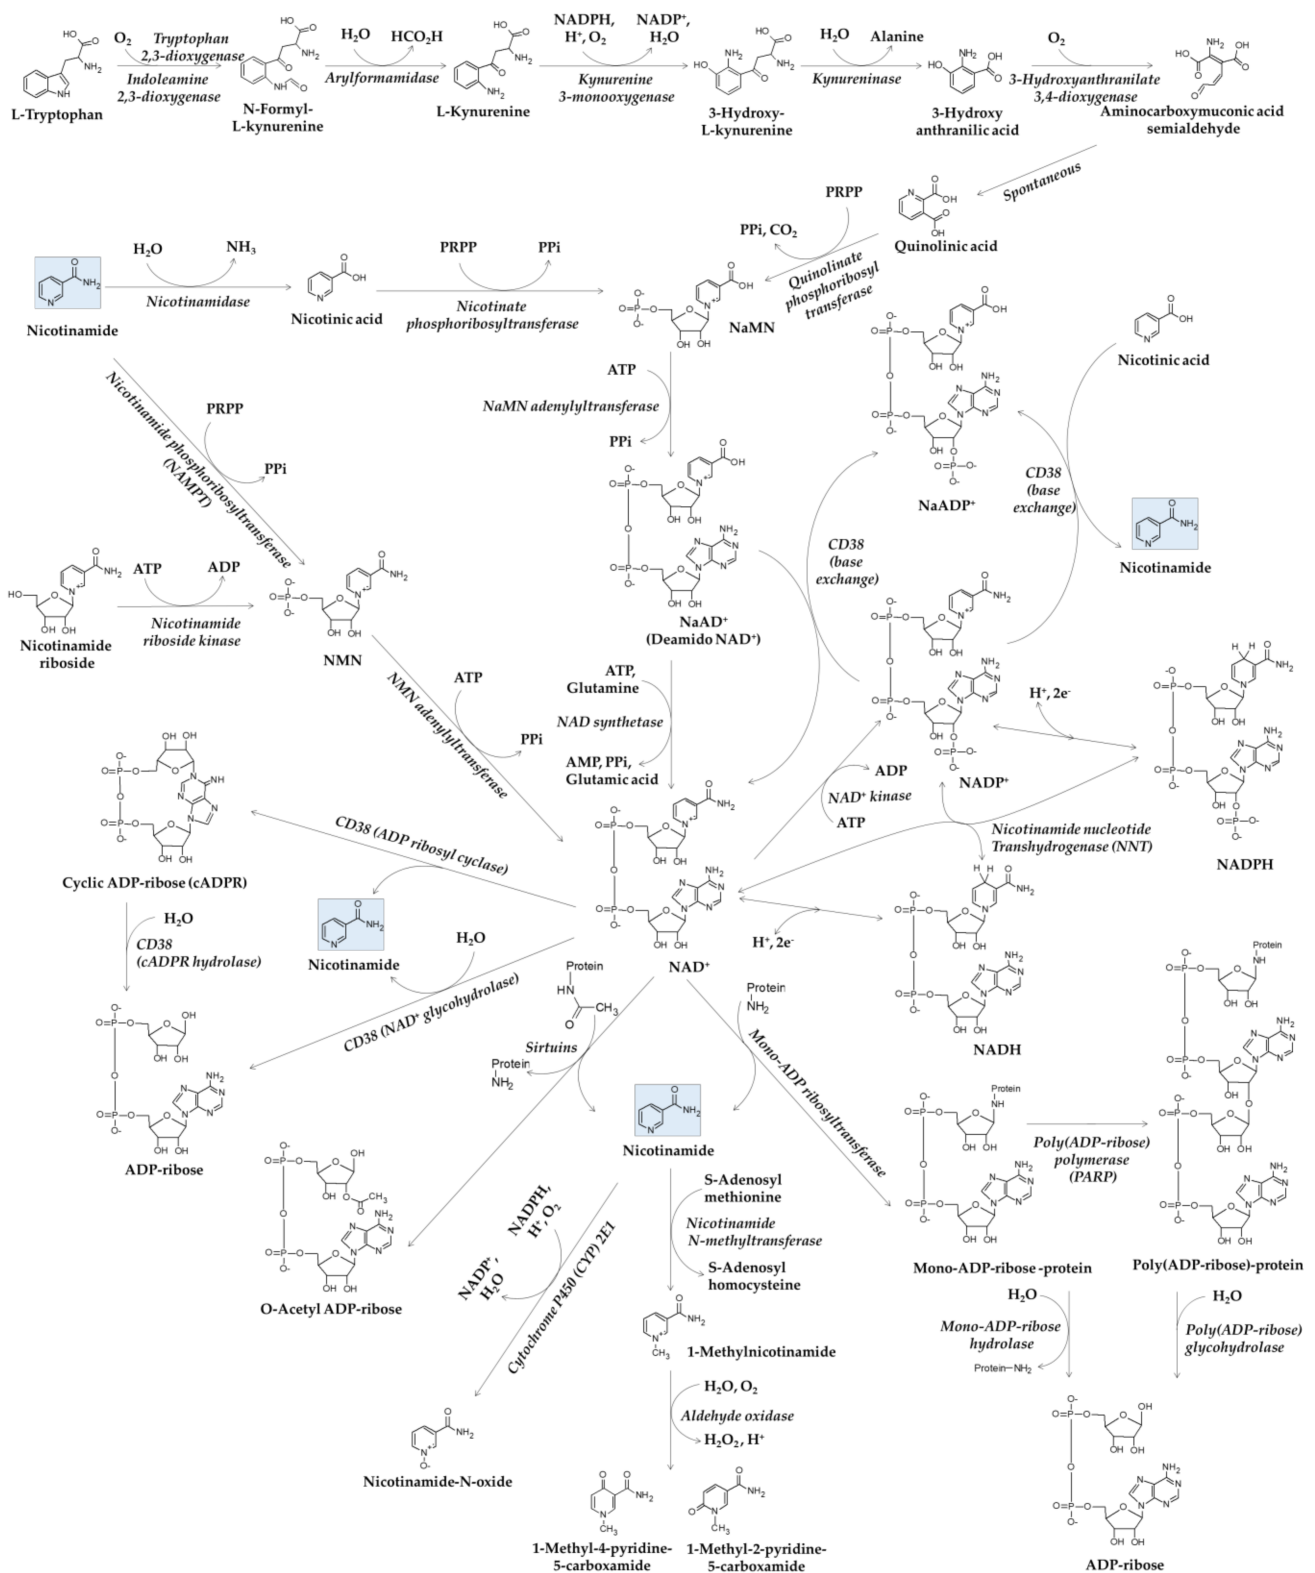 O₂
Tryptophan
2,3-dioxygenase
Indoleamine
2,3-dioxygenase
H₂O
HCO₂H
Arylformamidase
NADPH,
H⁺, O₂
NADP⁺,
H₂O
Kynurenine
3-monooxygenase
H₂O
Alanine
Kynureninase
O₂
3-Hydroxyanthranilate
3,4-dioxygenase
L-Tryptophan
N-Formyl-
L-kynurenine
L-Kynurenine
3-Hydroxy-
L-kynurenine
3-Hydroxy
anthranilic acid
Aminocarboxymuconic acid
semialdehyde
Spontaneous
Quinolinic acid
PRPP
PPi, CO₂
Quinolinate
phosphoribosyl
transferase
H₂O
NH₃
Nicotinamidase
Nicotinamide
Nicotinic acid
PRPP
PPi
Nicotinate
phosphoribosyltransferase
NaMN
Nicotinic acid
Nicotinamide phosphoribosyltransferase
(NAMPT)
PRPP
PPi
ATP
NaMN adenylyltransferase
PPi
NaADP⁺
CD38
(base
exchange)
Nicotinamide
CD38
(base
exchange)
ATP
ADP
Nicotinamide
riboside kinase
Nicotinamide
riboside
NMN
NaAD⁺
(Deamido NAD⁺)
ATP,
Glutamine
NAD synthetase
AMP, PPi,
Glutamic acid
NMN adenylyltransferase
ATP
PPi
H⁺, 2e⁻
NADP⁺
ADP
NAD⁺ kinase
ATP
Nicotinamide nucleotide
Transhydrogenase (NNT)
NADPH
Cyclic ADP-ribose (cADPR)
CD38 (ADP ribosyl cyclase)
Nicotinamide
H₂O
CD38
(cADPR hydrolase)
H₂O
CD38 (NAD⁺ glycohydrolase)
NAD⁺
H⁺, 2e⁻
NADH
ADP-ribose
Protein
HN
O
CH₃
Sirtuins
Protein
NH₂
Protein
NH₂
Mono-ADP ribosyltransferase
Nicotinamide
O-Acetyl ADP-ribose
NADPH,
H⁺, O₂
NADP⁺,
H₂O
Cytochrome P450 (CYP) 2E1
S-Adenosyl
methionine
Nicotinamide
N-methyltransferase
S-Adenosyl
homocysteine
Protein
Mono-ADP-ribose -protein
Poly(ADP-ribose)
polymerase
(PARP)
Protein
Poly(ADP-ribose)-protein
H₂O
Mono-ADP-ribose
hydrolase
Protein–NH₂
H₂O
Poly(ADP-ribose)
glycohydrolase
1-Methylnicotinamide
H₂O, O₂
Aldehyde oxidase
H₂O₂, H⁺
Nicotinamide-N-oxide
1-Methyl-4-pyridine-
5-carboxamide
1-Methyl-2-pyridine-
5-carboxamide
ADP-ribose